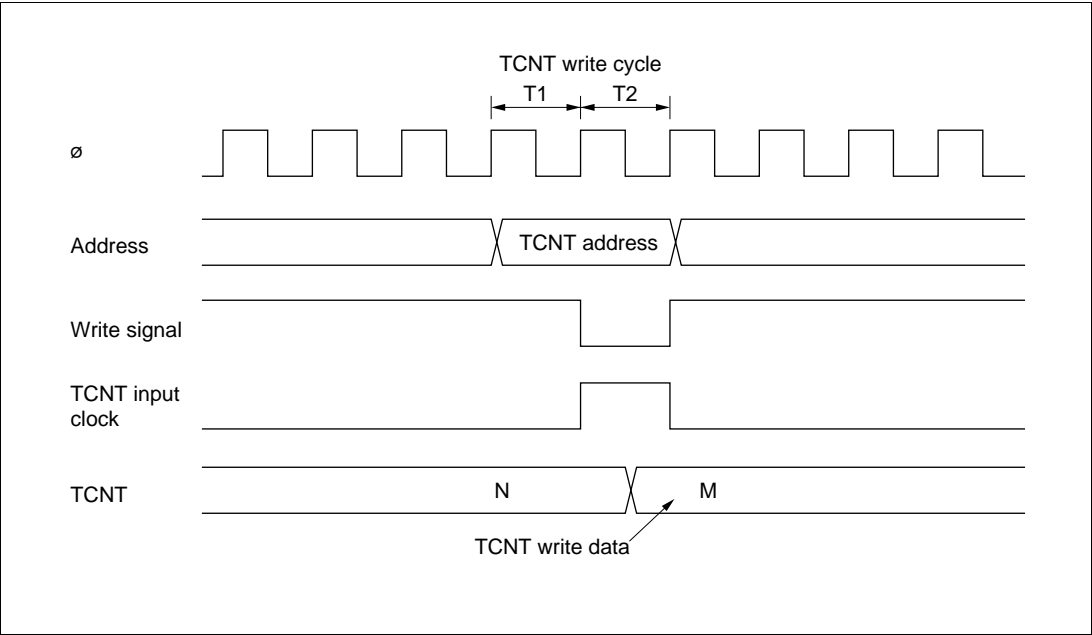 TCNT write cycle
T1 T2
ø
Address TCNT address
Write signal
TCNT input
clock
TCNT N M
TCNT write data